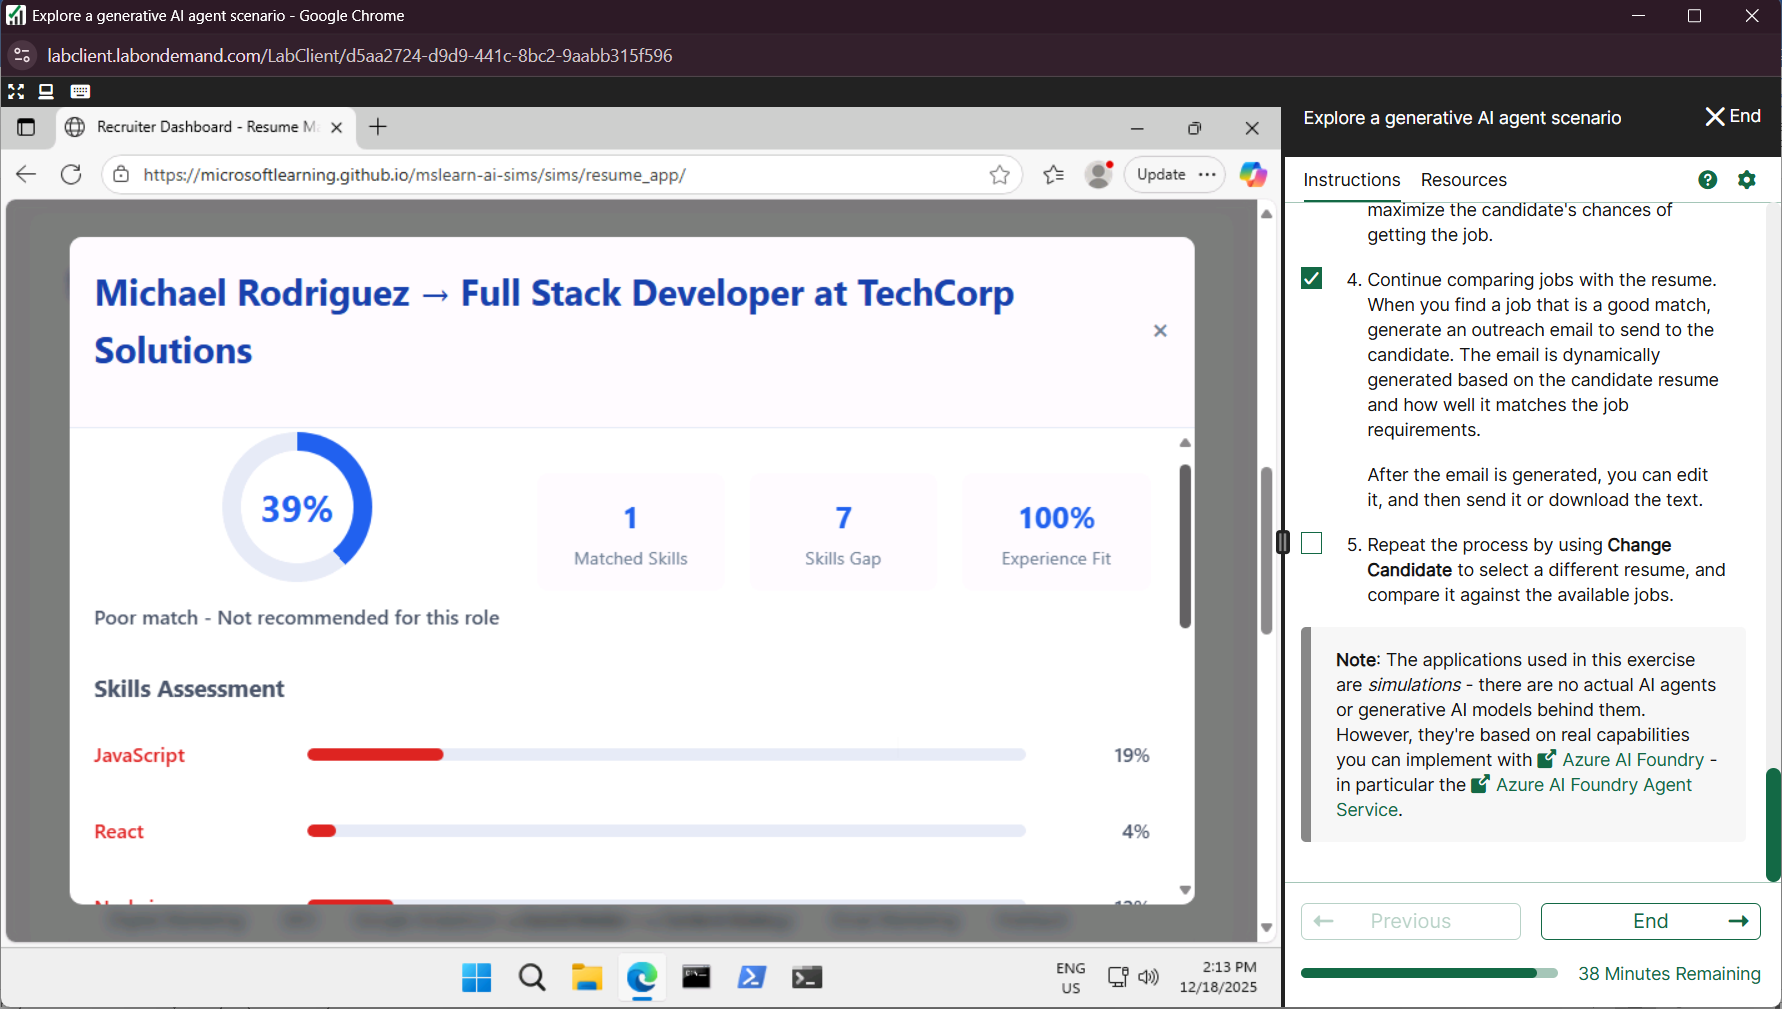 Explore a generative AI agent scenario - Google Chrome
labclient.labondemand.com/LabClient/d5aa2724-d9d9-441c-8bc2-9aabb315f596
Recruiter Dashboard - Resume Ma
https://microsoftlearning.github.io/mslearn-ai-sims/sims/resume_app/
Update
Michael Rodriguez → Full Stack Developer at TechCorp
Solutions
39%
1
Matched Skills
7
Skills Gap
100%
Experience Fit
Poor match - Not recommended for this role
Skills Assessment
JavaScript
19%
React
4%
ENG
US
2:13 PM
12/18/2025
Explore a generative AI agent scenario
End
Instructions
Resources
maximize the candidate's chances of
getting the job.
4. Continue comparing jobs with the resume.
When you find a job that is a good match,
generate an outreach email to send to the
candidate. The email is dynamically
generated based on the candidate resume
and how well it matches the job
requirements.
After the email is generated, you can edit
it, and then send it or download the text.
5. Repeat the process by using Change
Candidate to select a different resume, and
compare it against the available jobs.
Note: The applications used in this exercise
are simulations - there are no actual AI agents
or generative AI models behind them.
However, they're based on real capabilities
you can implement with Azure AI Foundry -
in particular the Azure AI Foundry Agent
Service.
Previous
End
38 Minutes Remaining